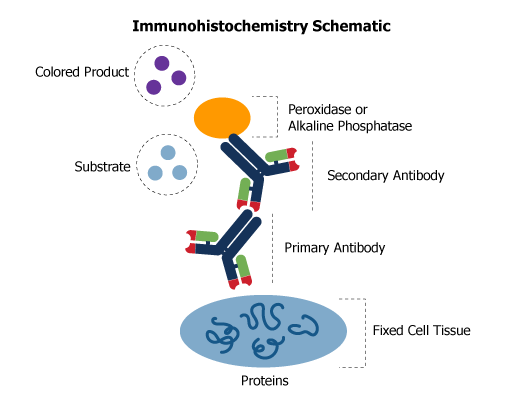 Immunohistochemistry Schematic
Colored Product
Peroxidase or
Alkaline Phosphatase
Substrate
Secondary Antibody
Primary Antibody
Fixed Cell Tissue
Proteins